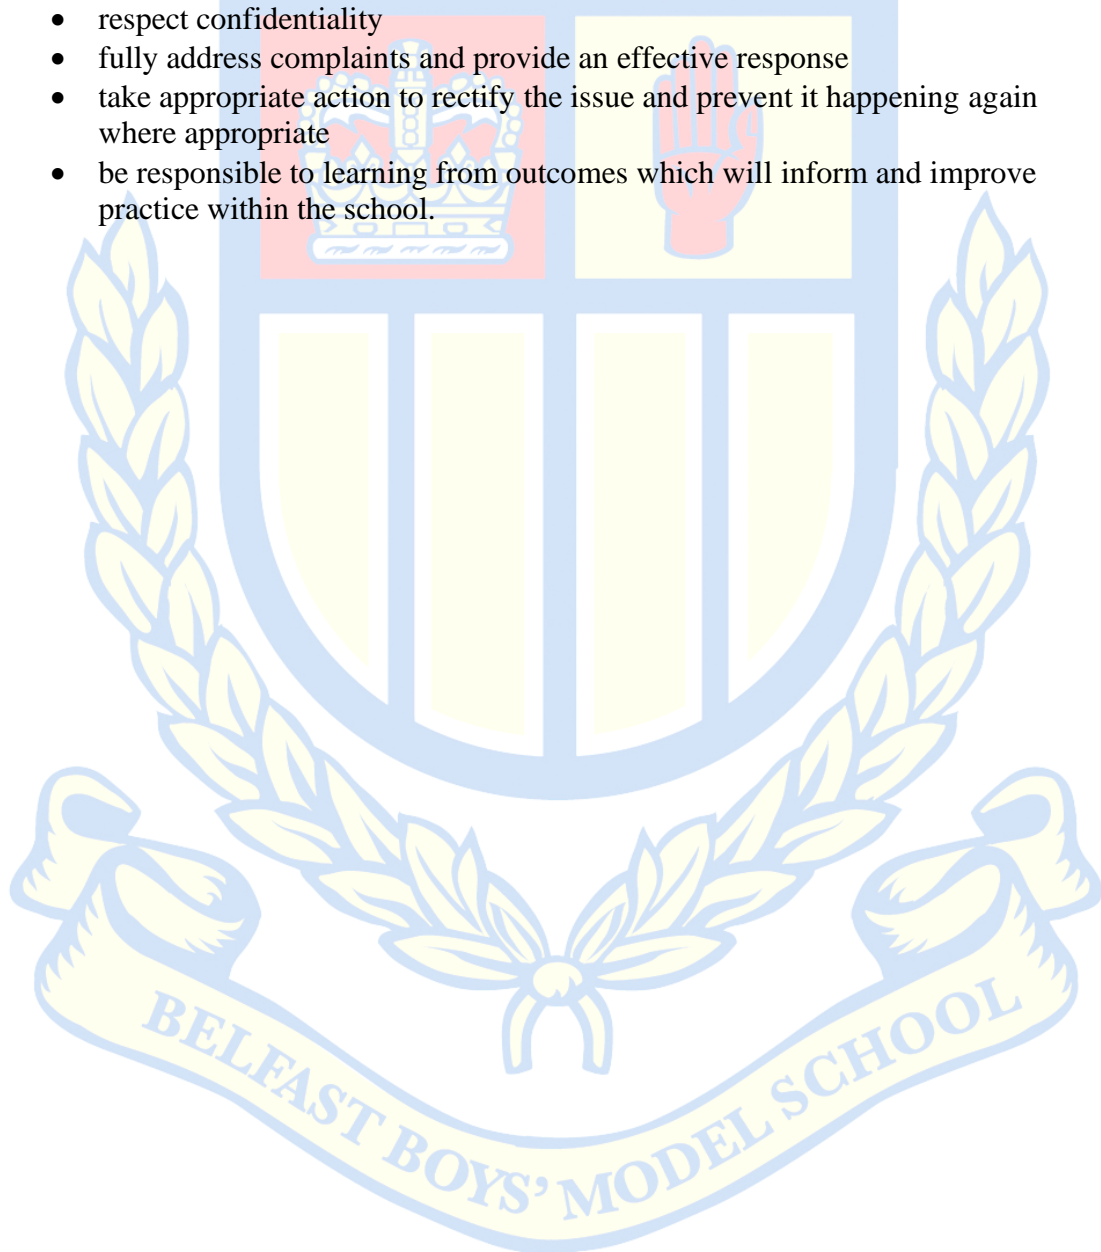 • respect confidentiality
• fully address complaints and provide an effective response
• take appropriate action to rectify the issue and prevent it happening again
where appropriate
• be responsible to learning from outcomes which will inform and improve
practice within the school.
BELFAST BOYS' MODEL SCHOOL